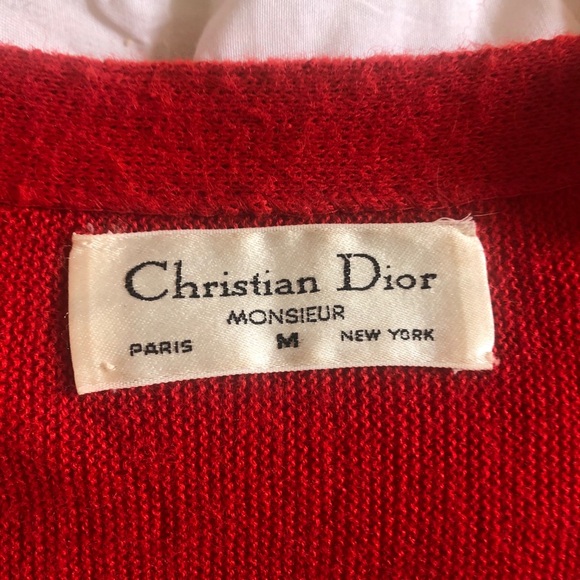 Christian Dior
MONSIEUR
PARIS M NEW YORK